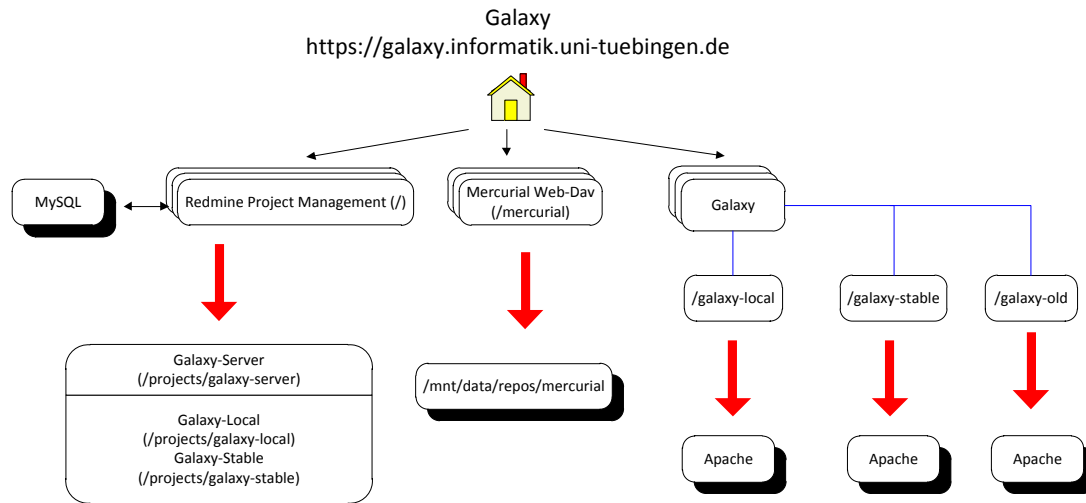 Galaxy
https://galaxy.informatik.uni-tuebingen.de
MySQL
Redmine Project Management (/)
Mercurial Web-Dav
(/mercurial)
Galaxy
/galaxy-local
/galaxy-stable
/galaxy-old
Galaxy-Server
(/projects/galaxy-server)
Galaxy-Local
(/projects/galaxy-local)
Galaxy-Stable
(/projects/galaxy-stable)
/mnt/data/repos/mercurial
Apache
Apache
Apache